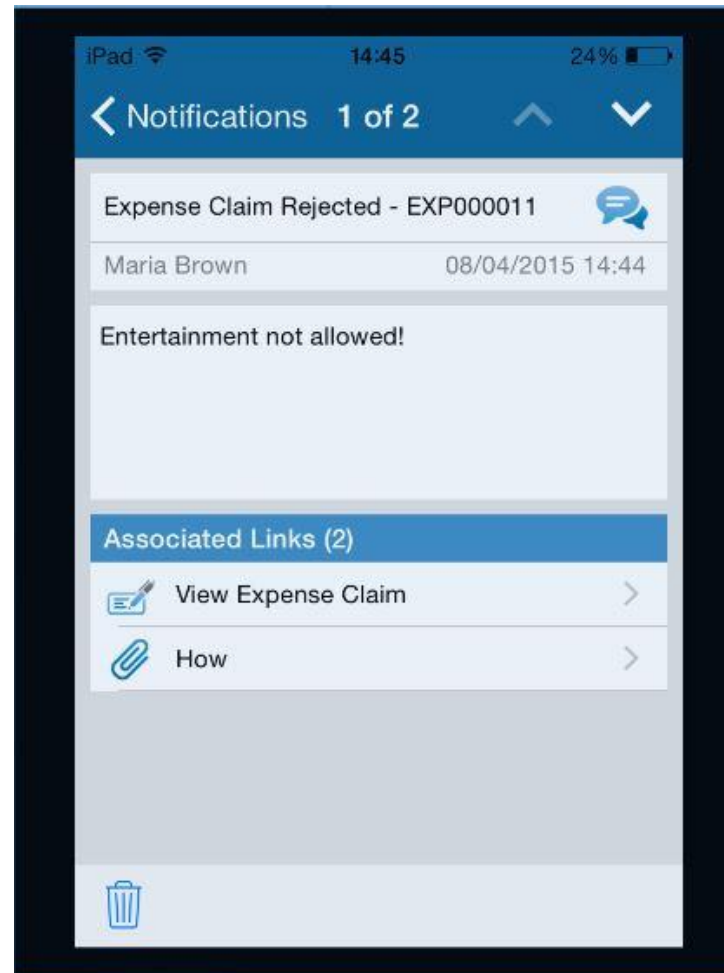 iPad 14:45 24%
Notifications 1 of 2
Expense Claim Rejected - EXP000011
Maria Brown 08/04/2015 14:44
Entertainment not allowed!
Associated Links (2)
View Expense Claim
How